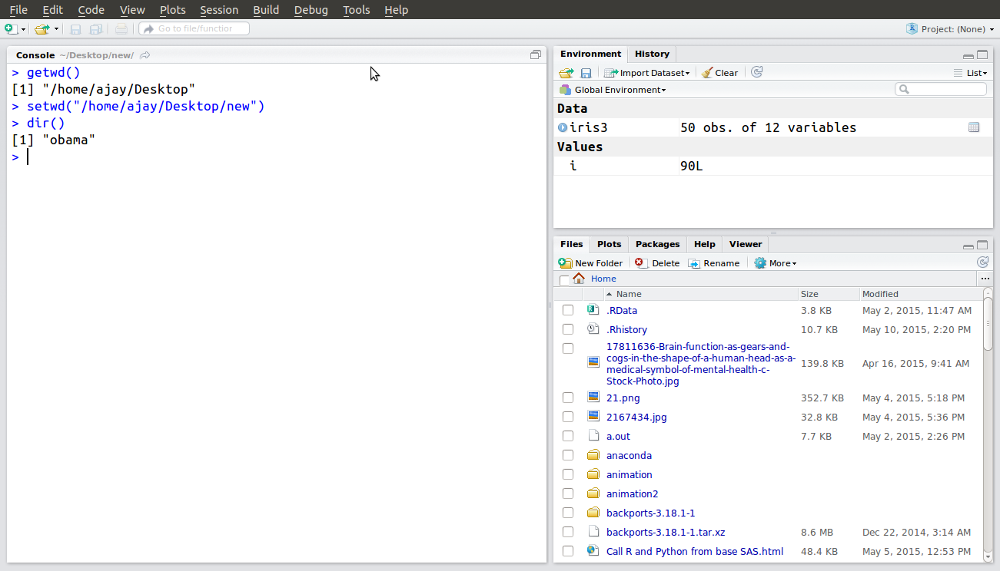 File Edit Code View Plots Session Build Debug Tools Help
Go to file/function
Project: (None)
Console ~/Desktop/new/
> getwd()
[1] "/home/ajay/Desktop"
> setwd("/home/ajay/Desktop/new")
> dir()
[1] "obama"
>
Environment History
Import Dataset Clear List
Global Environment
Data
iris3 50 obs. of 12 variables
Values
i 90L
Files Plots Packages Help Viewer
New Folder Delete Rename More
Home ...
Name Size Modified
.RData 3.8 KB May 2, 2015, 11:47 AM
.Rhistory 10.7 KB May 10, 2015, 2:20 PM
17811636-Brain-function-as-gears-and-
cogs-in-the-shape-of-a-human-head-as-a-
medical-symbol-of-mental-health-c-
Stock-Photo.jpg
139.8 KB Apr 16, 2015, 9:41 AM
21.png 352.7 KB May 4, 2015, 5:18 PM
2167434.jpg 32.8 KB May 4, 2015, 5:36 PM
a.out 7.7 KB May 2, 2015, 2:26 PM
anaconda
animation
animation2
backports-3.18.1-1
backports-3.18.1-1.tar.xz 8.6 MB Dec 22, 2014, 3:14 AM
Call R and Python from base SAS.html 48.4 KB May 5, 2015, 12:53 PM